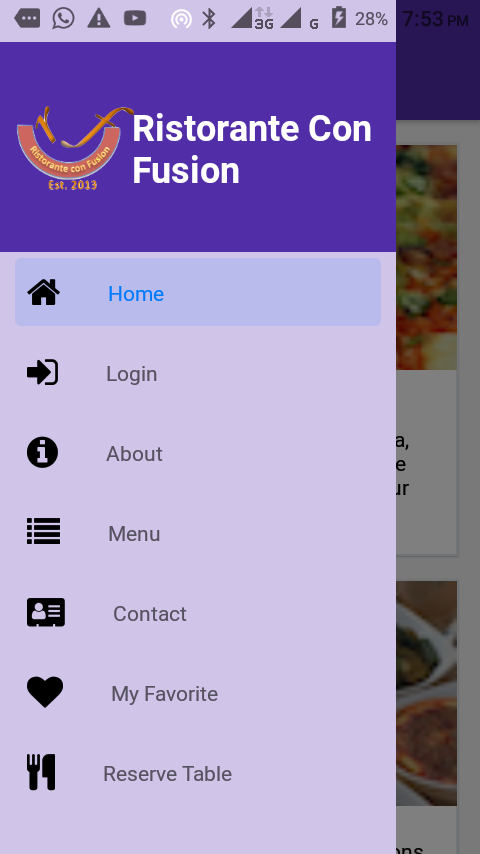 3G G 28% 7:53 PM
Ristorante Con
Fusion
Ristorante con Fusion
Est. 2013
Home
Login
About
Menu
Contact
My Favorite
Reserve Table
a,
e
ur
ons